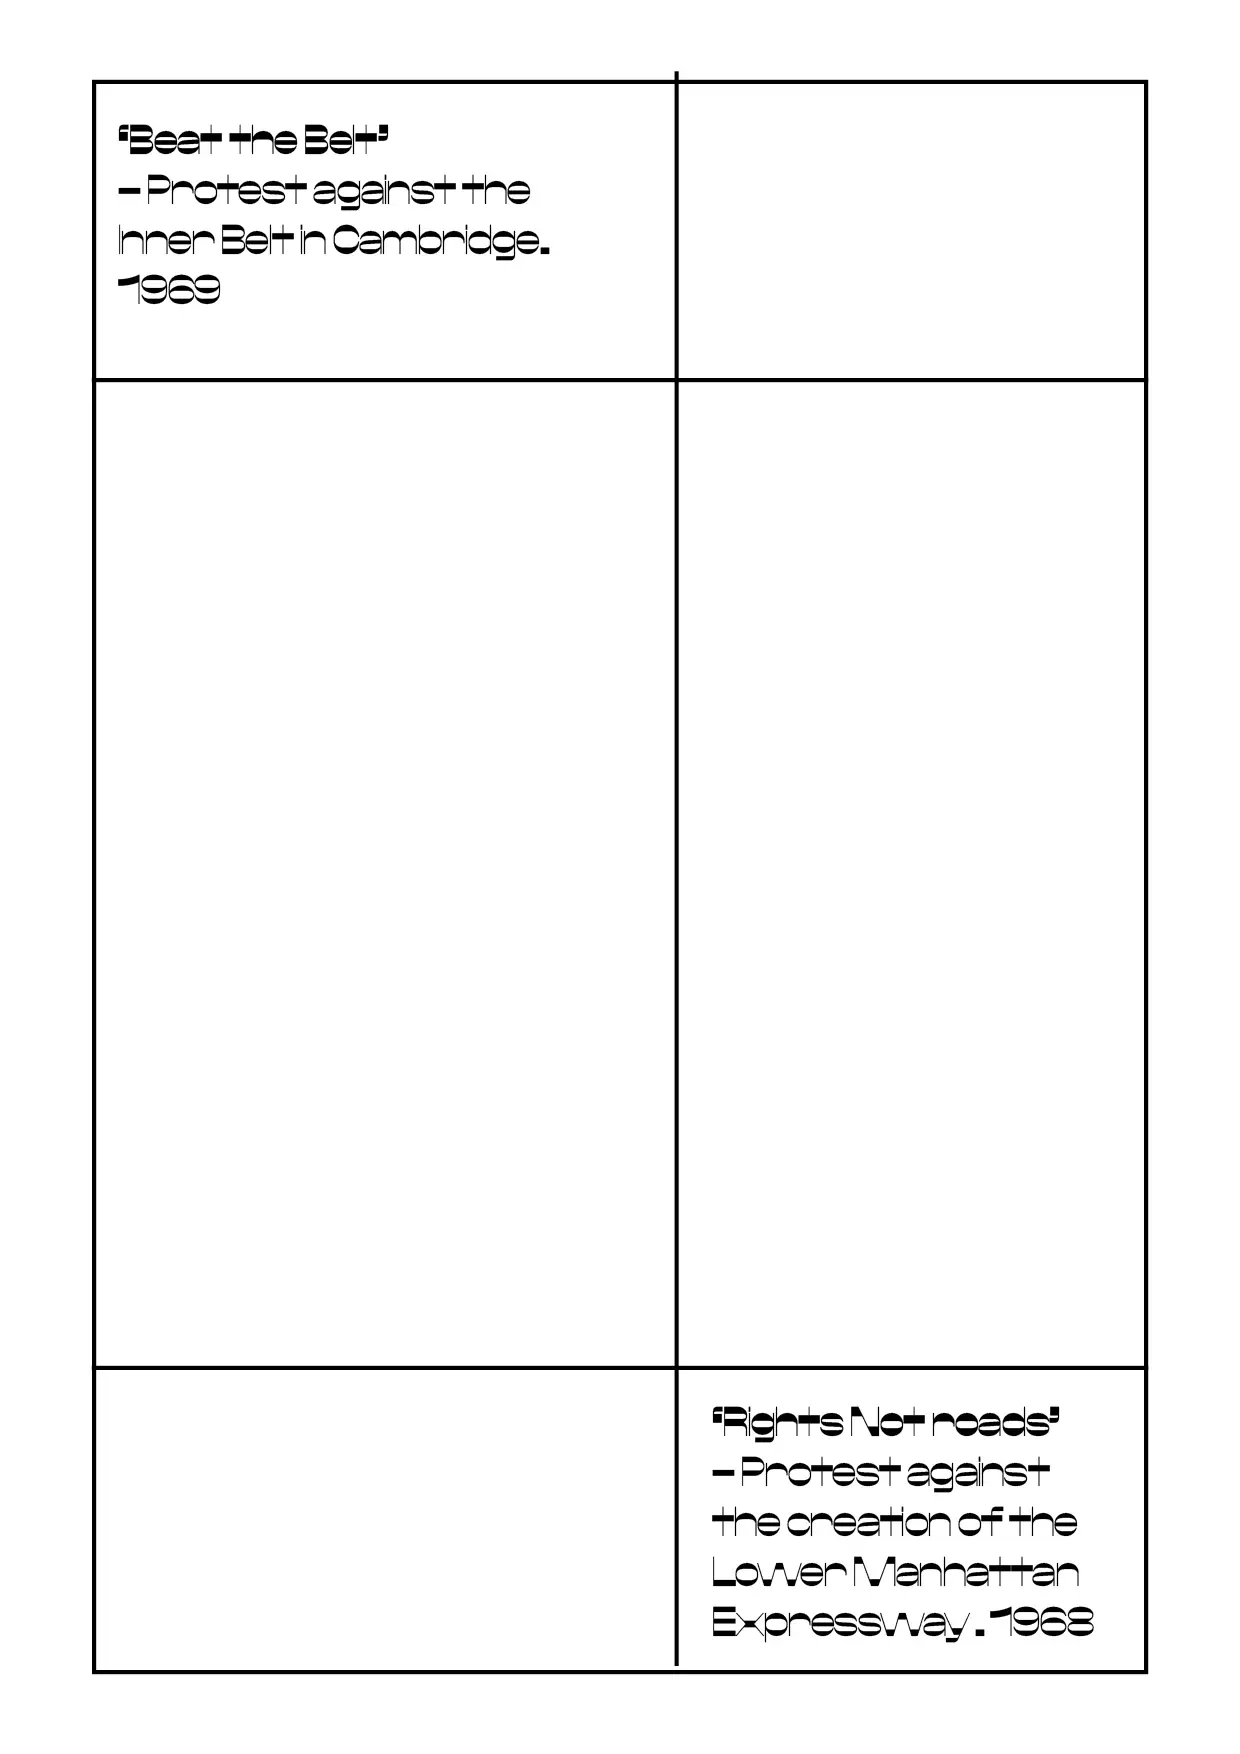 ‘Beat the Belt’
– Protest against the
Inner Belt in Cambridge.
1969
‘Rights Not roads’
– Protest against
the creation of the
Lower Manhattan
Expressway . 1968